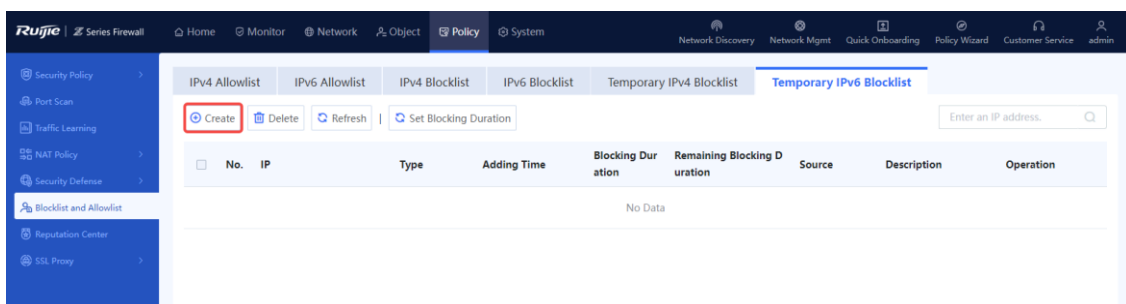 Ruijie | Z Series Firewall
Home Monitor Network Object Policy System
Network Discovery Network Mgmt Quick Onboarding Policy Wizard Customer Service admin
Security Policy
Port Scan
Traffic Learning
NAT Policy
Security Defense
Blocklist and Allowlist
Reputation Center
SSL Proxy
IPv4 Allowlist IPv6 Allowlist IPv4 Blocklist IPv6 Blocklist Temporary IPv4 Blocklist Temporary IPv6 Blocklist
Create Delete Refresh | Set Blocking Duration Enter an IP address.
No. IP Type Adding Time Blocking Dur Remaining Blocking D Source Description Operation
ation uration
No Data